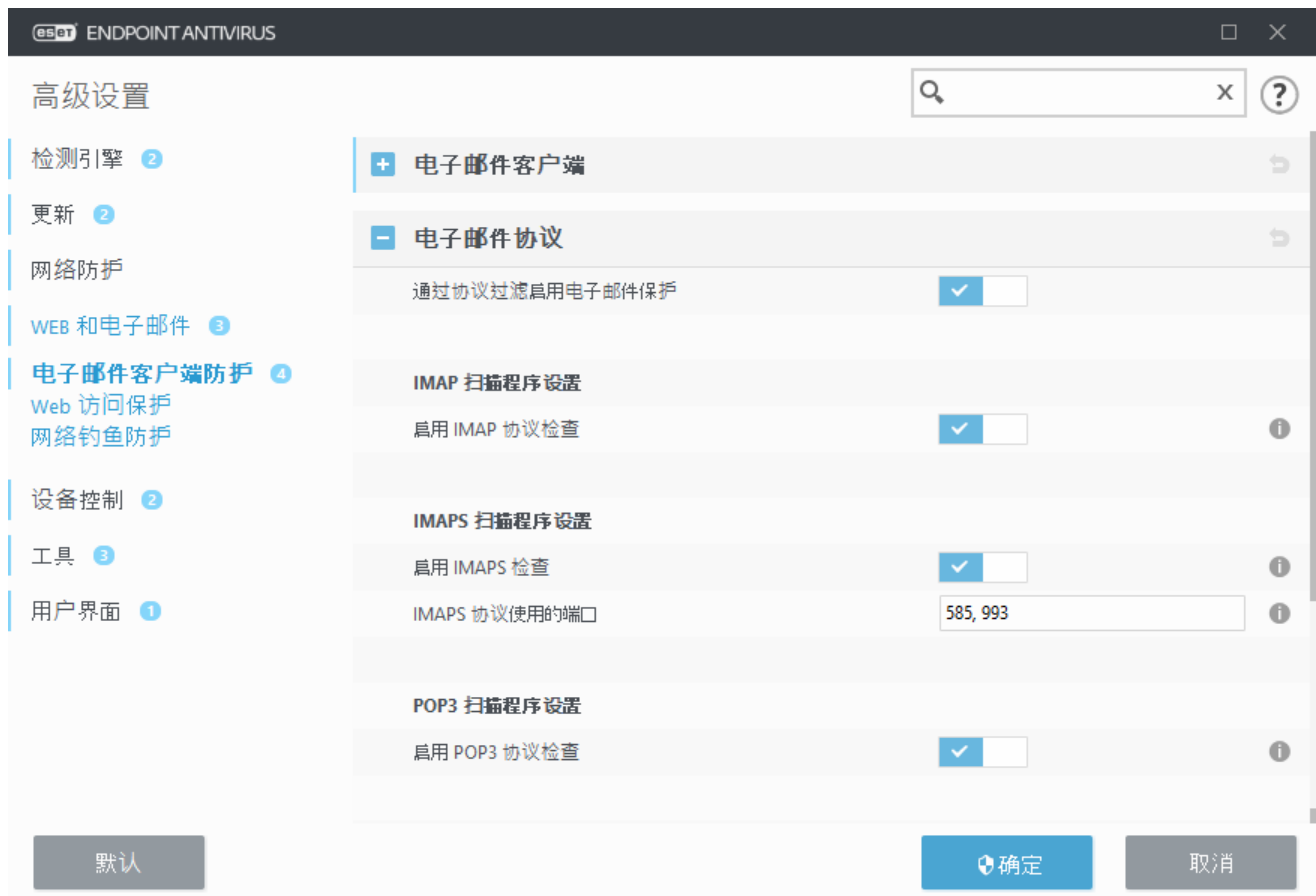 eset ENDPOINT ANTIVIRUS
高级设置
X
?
检测引擎 2
更新 2
网络防护
WEB 和电子邮件 3
电子邮件客户端防护 4
Web 访问保护
网络钓鱼防护
设备控制 2
工具 3
用户界面 1
电子邮件客户端
电子邮件协议
通过协议过滤启用电子邮件保护
IMAP 扫描程序设置
启用 IMAP 协议检查
IMAPS 扫描程序设置
启用 IMAPS 检查
IMAPS 协议使用的端口
585, 993
POP3 扫描程序设置
启用 POP3 协议检查
默认
确定
取消